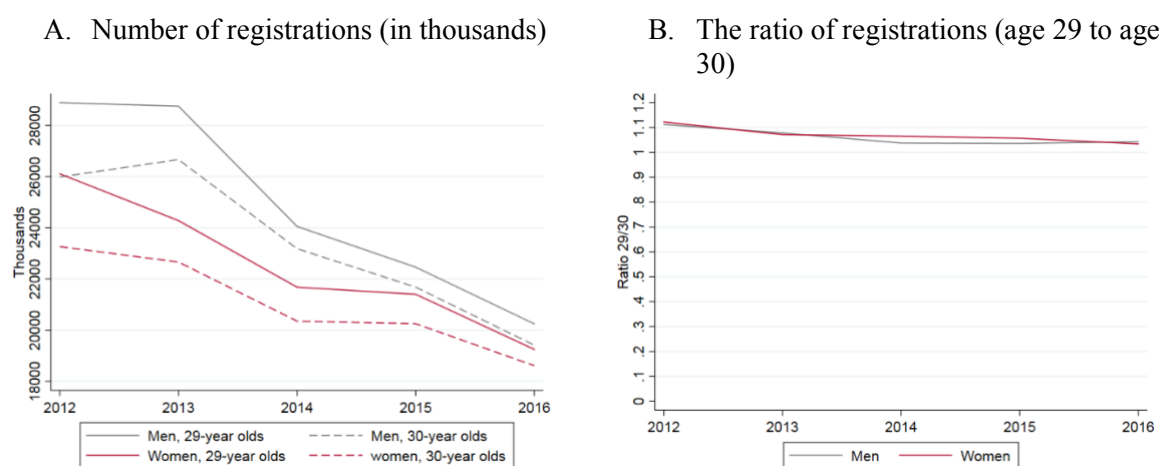 A. Number of registrations (in thousands)
B. The ratio of registrations (age 29 to age
30)
Thousands
28000
26000
24000
22000
20000
18000
2012 2013 2014 2015 2016
Men, 29-year olds Men, 30-year olds
Women, 29-year olds women, 30-year olds
Ratio 29/30
1.2
1.1
1
.9
.8
.7
.6
.5
.4
.3
.2
.1
0
2012 2013 2014 2015 2016
Men Women